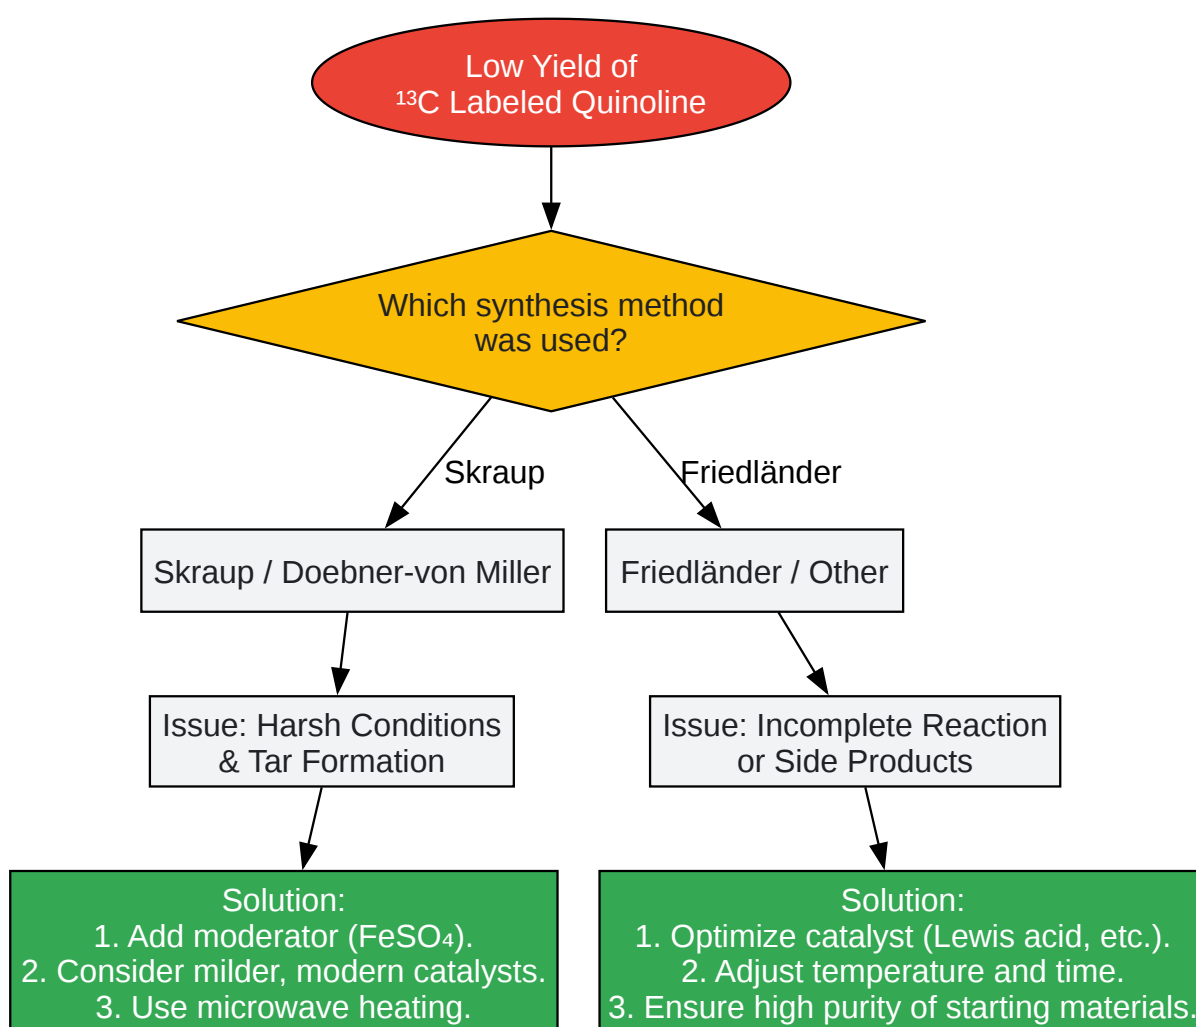 Low Yield of
¹³C Labeled Quinoline
Which synthesis method
was used?
Skraup
Friedländer
Skraup / Doebner-von Miller
Friedländer / Other
Issue: Harsh Conditions
& Tar Formation
Issue: Incomplete Reaction
or Side Products
Solution:
1. Add moderator (FeSO₄).
2. Consider milder, modern catalysts.
3. Use microwave heating.
Solution:
1. Optimize catalyst (Lewis acid, etc.).
2. Adjust temperature and time.
3. Ensure high purity of starting materials.